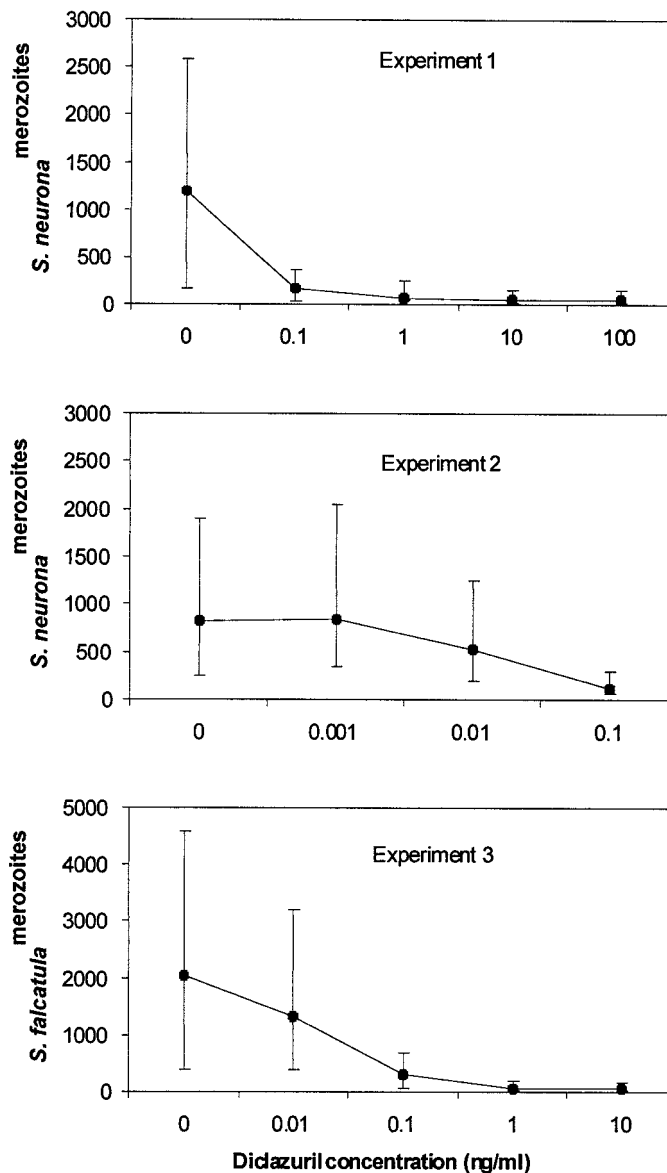 3000
2500
2000
1500
1000
500
0
S. neurona merozoites
Experiment 1
0 0.1 1 10 100
3000
2500
2000
1500
1000
500
0
S. neurona merozoites
Experiment 2
0 0.001 0.01 0.1
5000
4000
3000
2000
1000
0
S. falcatula merozoites
Experiment 3
0 0.01 0.1 1 10
Diclazuril concentration (ng/ml)